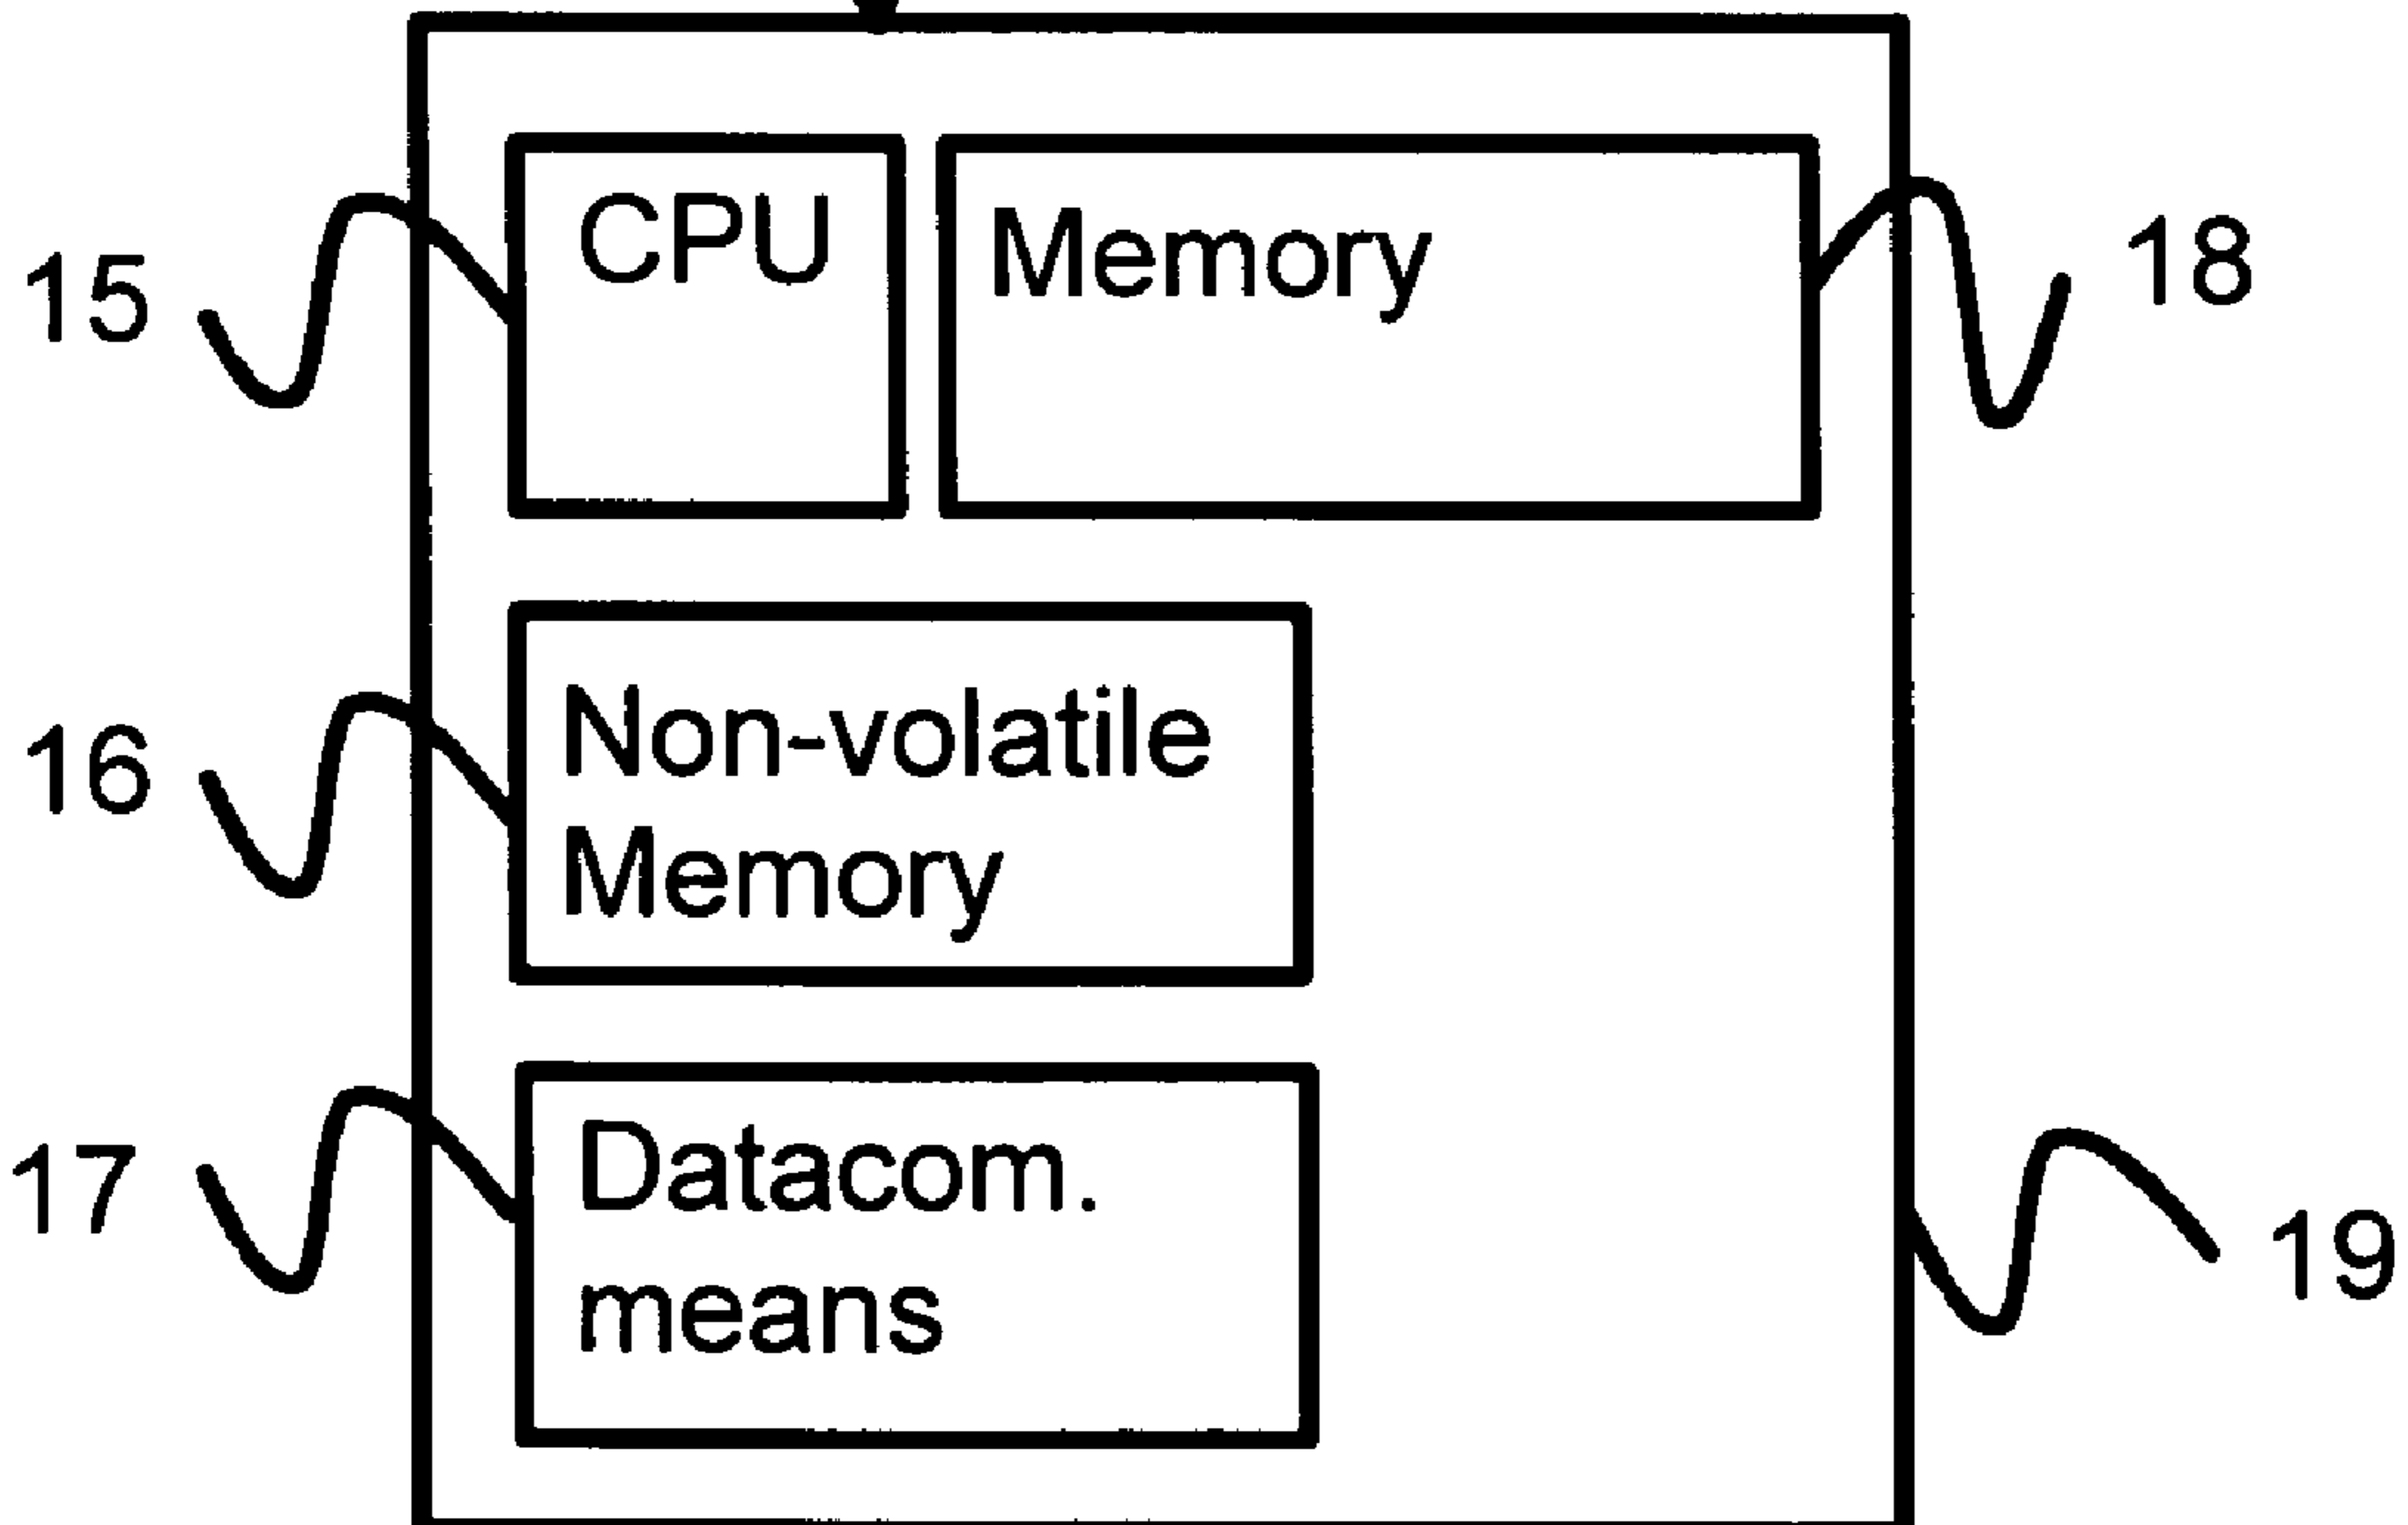 CPU
Memory
15
18
Non-volatile
Memory
16
Datacom.
means
17
19